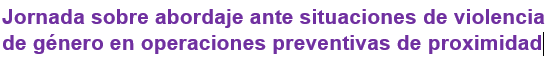 Jornada sobre abordaje ante situaciones de violencia
de género en operaciones preventivas de proximidad